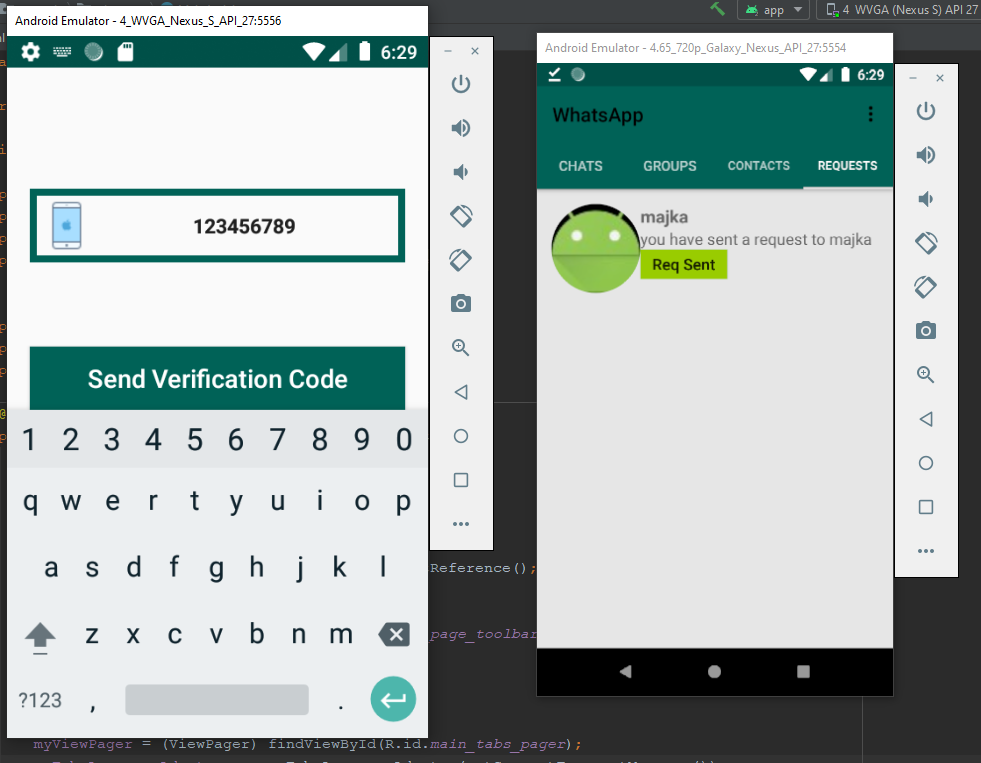 Android Emulator - 4_WVGA_Nexus_S_API_27:5556
6:29
123456789
Send Verification Code
1 2 3 4 5 6 7 8 9 0
q w e r t y u i o p
a s d f g h j k l
z x c v b n m
?123 , .
app
4 WVGA (Nexus S) API 27
Android Emulator - 4.65_720p_Galaxy_Nexus_API_27:5554
6:29
WhatsApp
CHATS GROUPS CONTACTS REQUESTS
majka
you have sent a request to majka
Req Sent
Reference();
page_toolbar
myViewPager = (ViewPager) findViewById(R.id.main_tabs_pager);